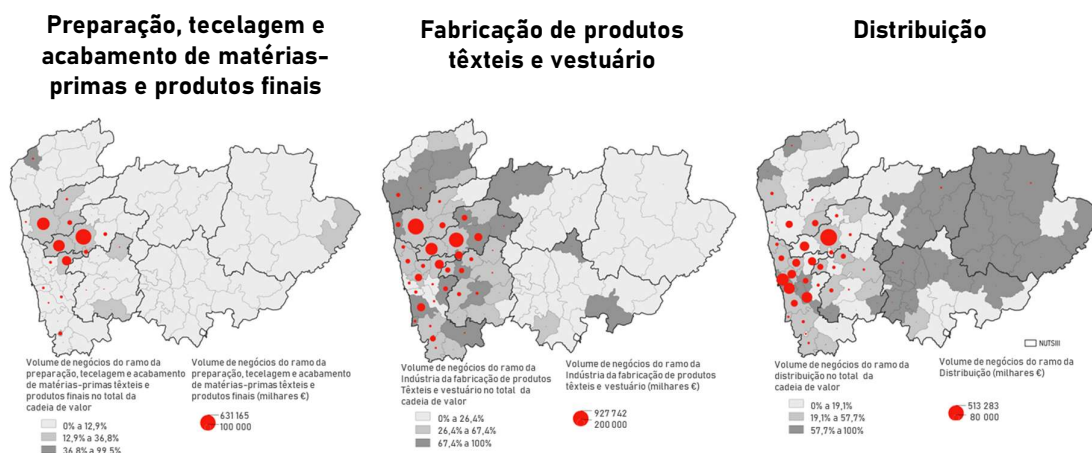 Preparação, tecelagem e
acabamento de matérias-
primas e produtos finais
Fabricação de produtos
têxteis e vestuário
Distribuição
Volume de negócios do ramo da
preparação, tecelagem e acabamento
de matérias-primas têxteis e
produtos finais no total da
cadeia de valor
0% a 12,9%
12,9% a 36,8%
36,8% a 99,5%
Volume de negócios do ramo da
preparação, tecelagem e acabamento
de matérias-primas têxteis e
produtos finais (milhares €)
631 165
100 000
Volume de negócios do ramo da
Indústria da fabricação de produtos
Têxteis e vestuário no total da
cadeia de valor
0% a 26,4%
26,4% a 67,4%
67,4% a 100%
Volume de negócios do ramo da
Indústria da fabricação de produtos
têxteis e vestuário (milhares €)
927 742
200 000
NUTSIII
Volume de negócios do ramo da
distribuição no total da
cadeia de valor
0% a 19,1%
19,1% a 57,7%
57,7% a 100%
Volume de negócios do ramo da
Distribuição (milhares €)
513 283
80 000